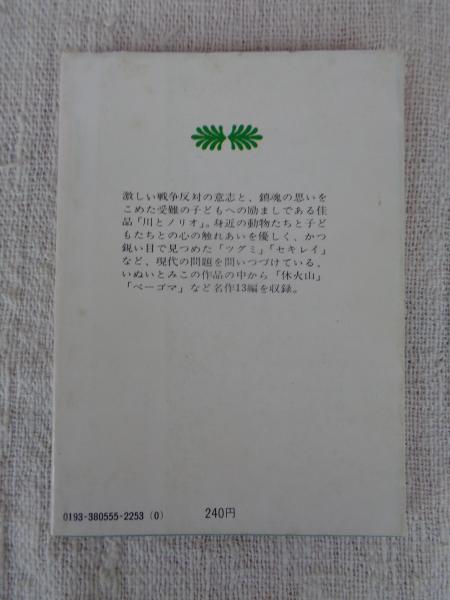 激しい戦争反対の意志と、鎮魂の思いを
こめた受難の子どもへの励ましである佳
品「川とノリオ」。身近の動物たちと子ど
もたちとの心の触れあいを優しく、かつ
鋭い目で見つめた「ツグミ」「セキレイ」
など、現代の問題を問いつづけている、
いぬいとみこの作品の中から「休火山」
「ベーゴマ」など名作13編を収録。
0193-380555-2253(0)
240円